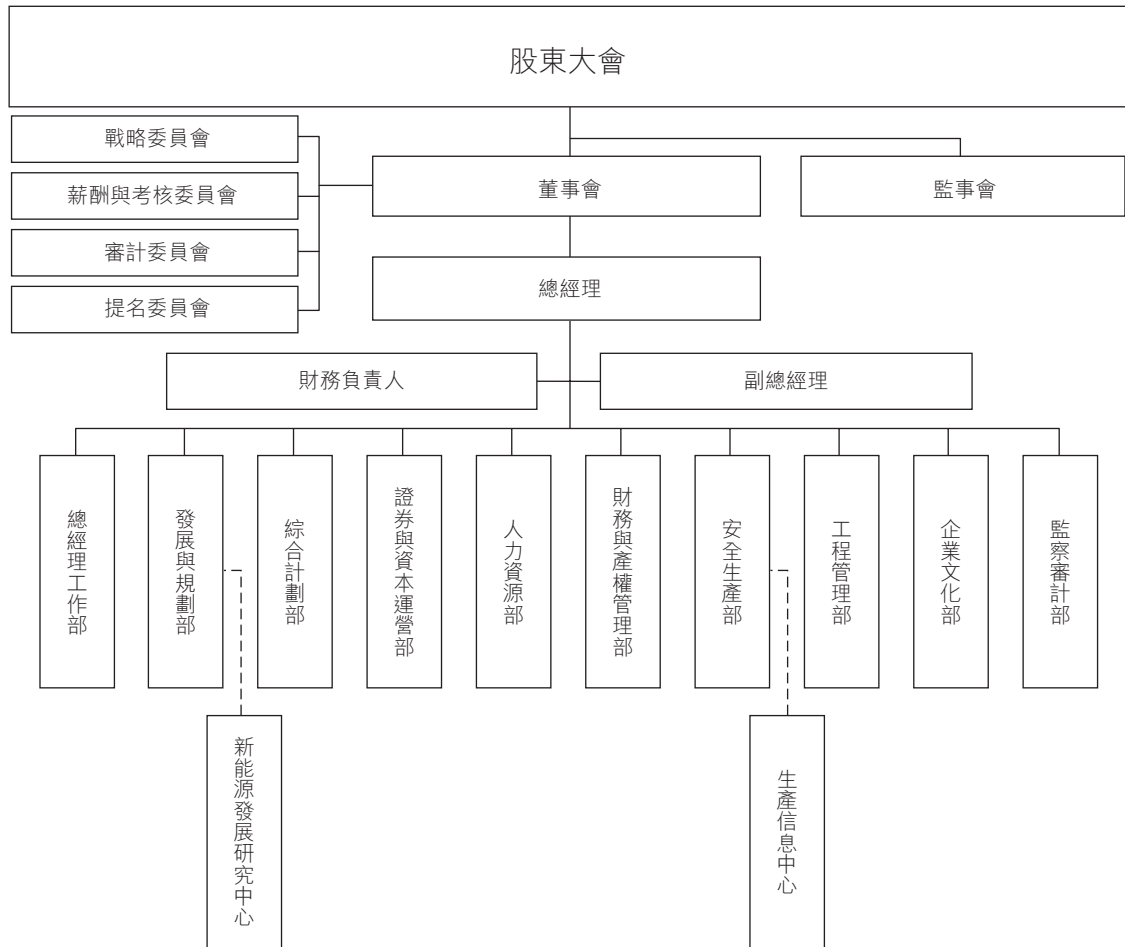 股東大會
戰略委員會
薪酬與考核委員會
審計委員會
提名委員會
董事會
監事會
總經理
財務負責人
副總經理
總經理工作部
發展與規劃部
綜合計劃部
證券與資本運營部
人力資源部
財務與產權管理部
安全生產部
工程管理部
企業文化部
監察審計部
新能源發展研究中心
生產信息中心